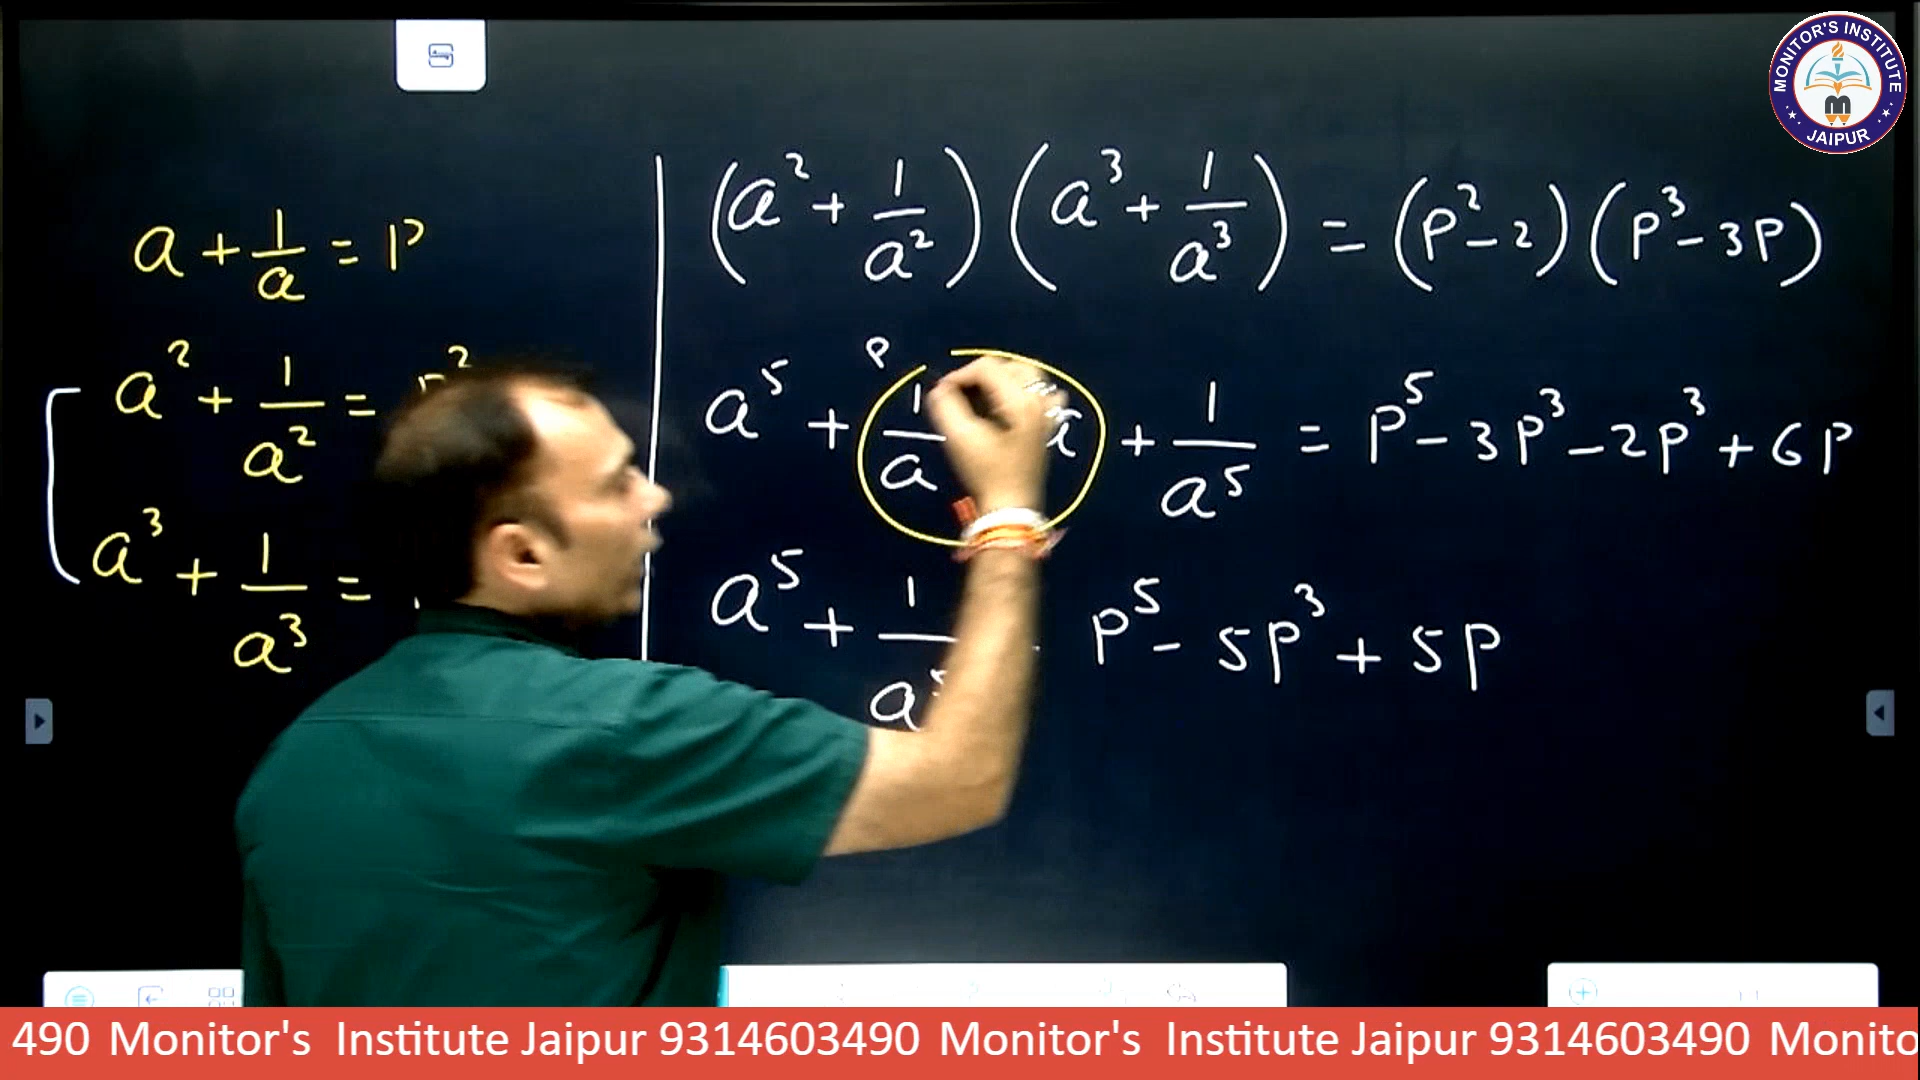 MONITOR'S INSTITUTE
JAIPUR
a + 1/a = P
a² + 1/a² =
a³ + 1/a³ =
(a² + 1/a²) (a³ + 1/a³) = (P² - 2) (P³ - 3P)
P
a⁵ + 1/a a + 1/a⁵ = P⁵ - 3P³ - 2P³ + 6P
a⁵ + 1/a⁵ P⁵ - 5P³ + 5P
490 Monitor's Institute Jaipur 9314603490 Monitor's Institute Jaipur 9314603490